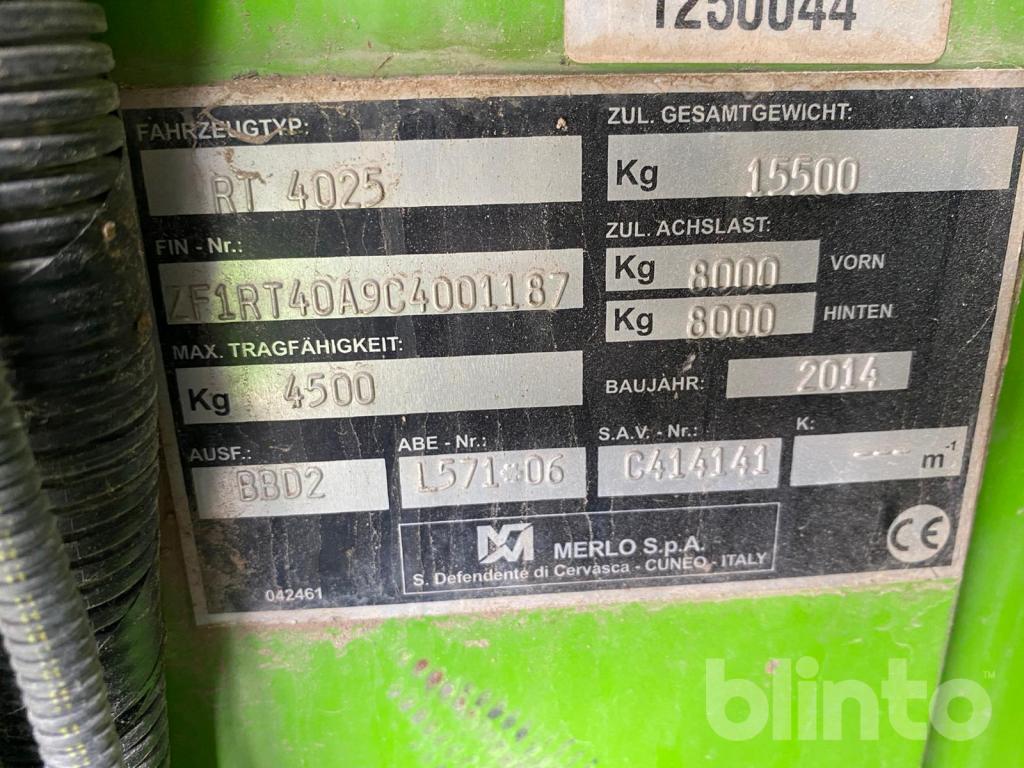 1250044
FAHRZEUGTYP:
RT 4025
FIN - Nr.:
ZF1RT40A9C4001187
MAX. TRAGFÄHIGKEIT:
Kg 4500
AUSF.:
BBD2
ABE - Nr.:
L571*06
ZUL. GESAMTGEWICHT:
Kg 15500
ZUL. ACHSLAST:
Kg 8000 VORN
Kg 8000 HINTEN
BAUJAHR: 2014
S.A.V. - Nr.:
C414141
K:
--- m-1
MERLO S.p.A.
S. Defendente di Cervasca - CUNEO - ITALY
CE
042461
blinto™